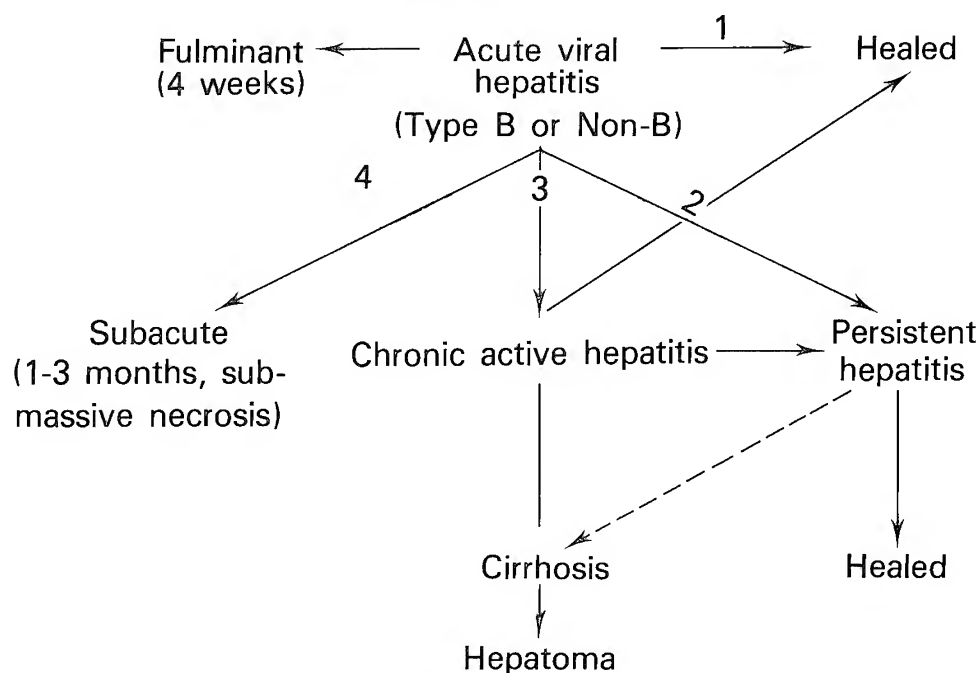 Fulminant
(4 weeks)
Acute viral
hepatitis
(Type B or Non-B)
1
Healed
4
3
2
Subacute
(1-3 months, sub-
massive necrosis)
Chronic active hepatitis
Persistent
hepatitis
Cirrhosis
Healed
Hepatoma